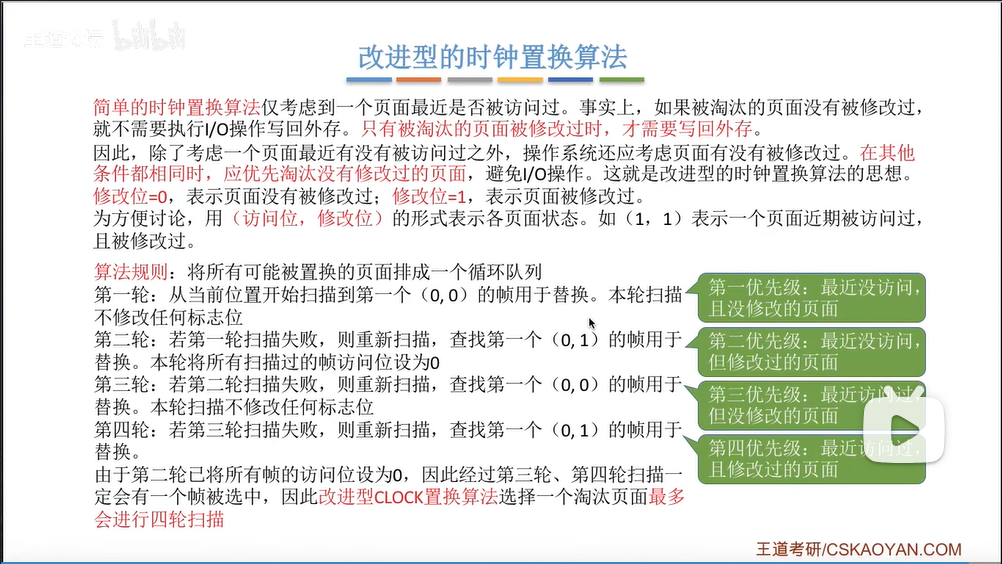 王道考研 bilibili
改进型的时钟置换算法
简单的时钟置换算法仅考虑到一个页面最近是否被访问过。事实上，如果被淘汰的页面没有被修改过，
就不需要执行I/O操作写回外存。只有被淘汰的页面被修改过时，才需要写回外存。
因此，除了考虑一个页面最近有没有被访问过之外，操作系统还应考虑页面有没有被修改过。在其他
条件都相同时，应优先淘汰没有修改过的页面，避免I/O操作。这就是改进型的时钟置换算法的思想。
修改位=0，表示页面没有被修改过；修改位=1，表示页面被修改过。
为方便讨论，用（访问位，修改位）的形式表示各页面状态。如（1，1）表示一个页面近期被访问过，
且被修改过。
算法规则：将所有可能被置换的页面排成一个循环队列
第一轮：从当前位置开始扫描到第一个（0, 0）的帧用于替换。本轮扫描
不修改任何标志位
第二轮：若第一轮扫描失败，则重新扫描，查找第一个（0, 1）的帧用于
替换。本轮将所有扫描过的帧访问位设为0
第三轮：若第二轮扫描失败，则重新扫描，查找第一个（0, 0）的帧用于
替换。本轮扫描不修改任何标志位
第四轮：若第三轮扫描失败，则重新扫描，查找第一个（0, 1）的帧用于
替换。
由于第二轮已将所有帧的访问位设为0，因此经过第三轮、第四轮扫描一
定会有一个帧被选中，因此改进型CLOCK置换算法选择一个淘汰页面最多
会进行四轮扫描
第一优先级：最近没访问，
且没修改的页面
第二优先级：最近没访问，
但修改过的页面
第三优先级：最近访问过，
但没修改的页面
第四优先级：最近访问过，
且修改过的页面
王道考研/CSKAOYAN.COM